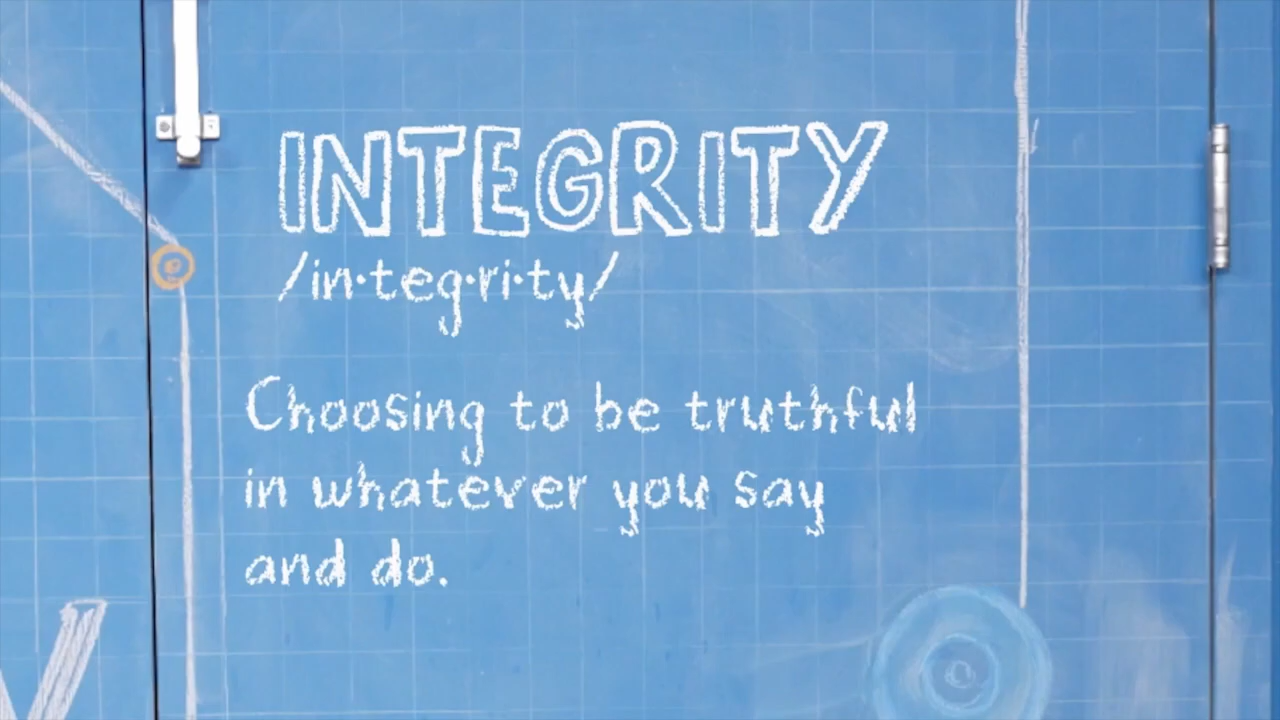 INTEGRITY
/in·teg·ri·ty/
Choosing to be truthful
in whatever you say
and do.